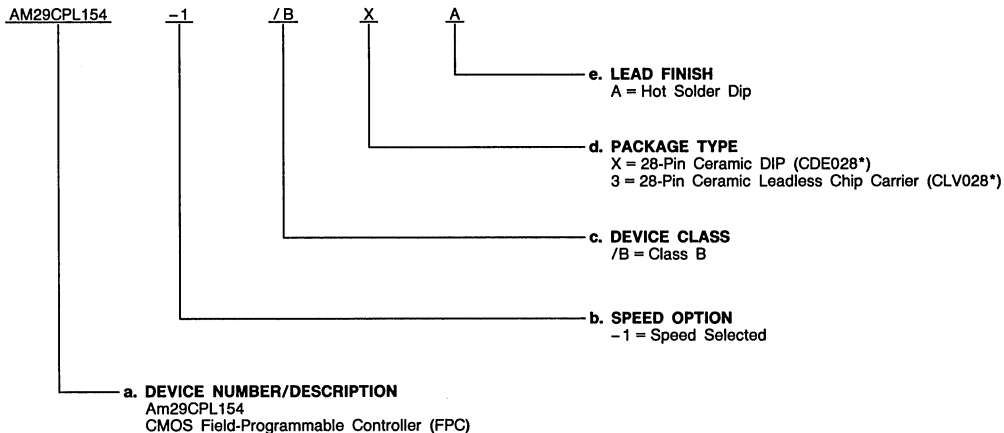 AM29CPL154 -1 /B X A
e. LEAD FINISH
A = Hot Solder Dip
d. PACKAGE TYPE
X = 28-Pin Ceramic DIP (CDE028*)
3 = 28-Pin Ceramic Leadless Chip Carrier (CLV028*)
c. DEVICE CLASS
/B = Class B
b. SPEED OPTION
-1 = Speed Selected
a. DEVICE NUMBER/DESCRIPTION
Am29CPL154
CMOS Field-Programmable Controller (FPC)